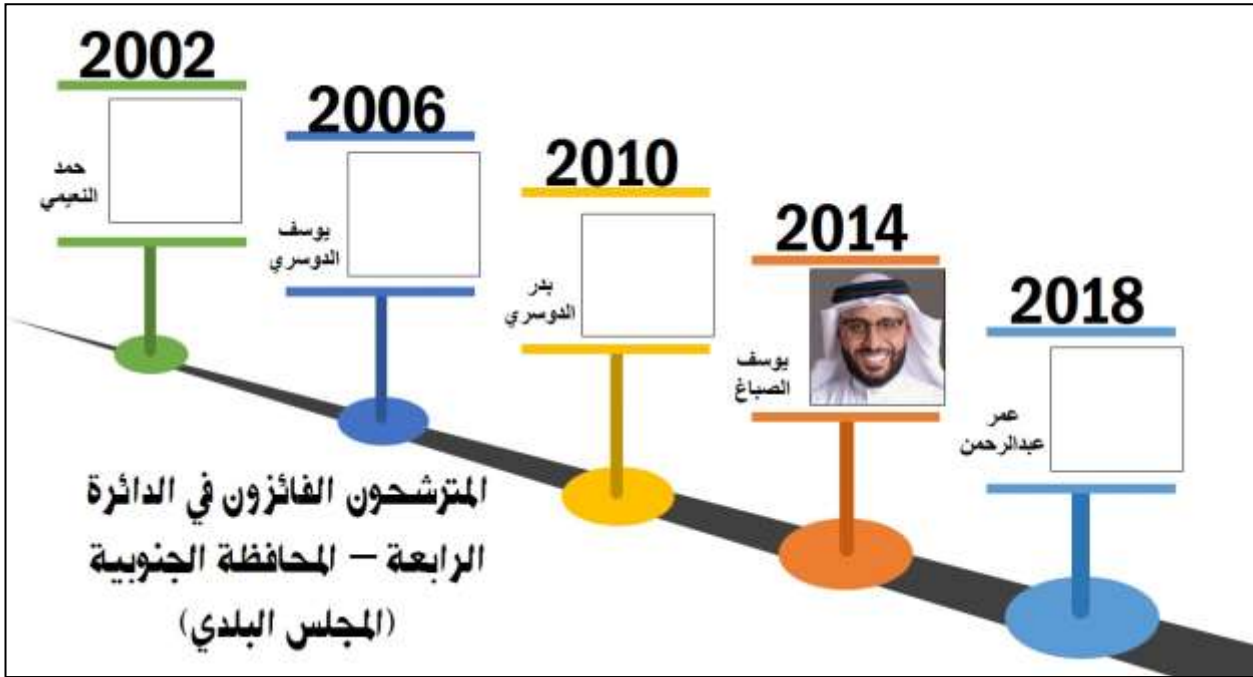 2002
حمد
النعيمي
2006
يوسف
الدوسري
2010
بدر
الدوسري
2014
يوسف
الصباغ
2018
عمر
عبدالرحمن
المترشحون الفائزون في الدائرة
الرابعة – المحافظة الجنوبية
(المجلس البلدي)